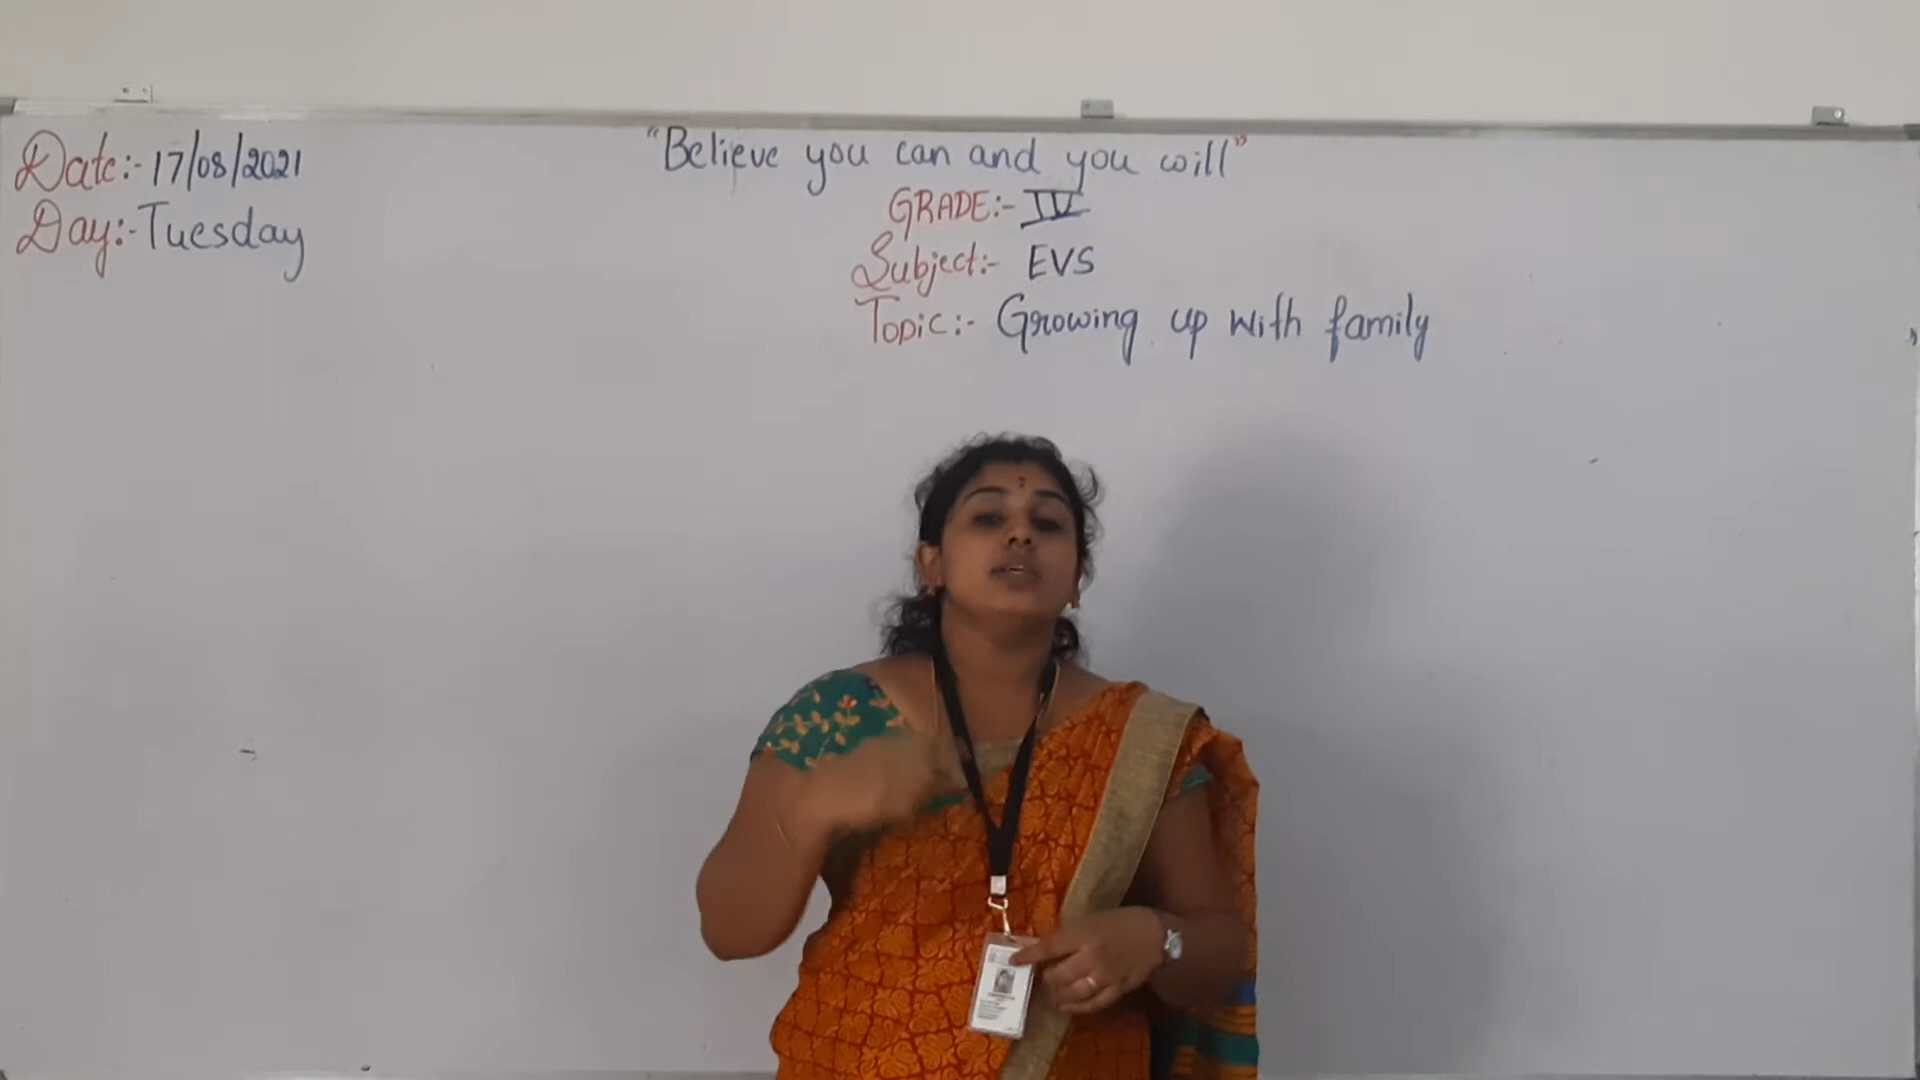 Date:- 17/08/2021
Day:- Tuesday
"Believe you can and you will"
GRADE:- IV
Subject:- EVS
Topic:- Growing up with family